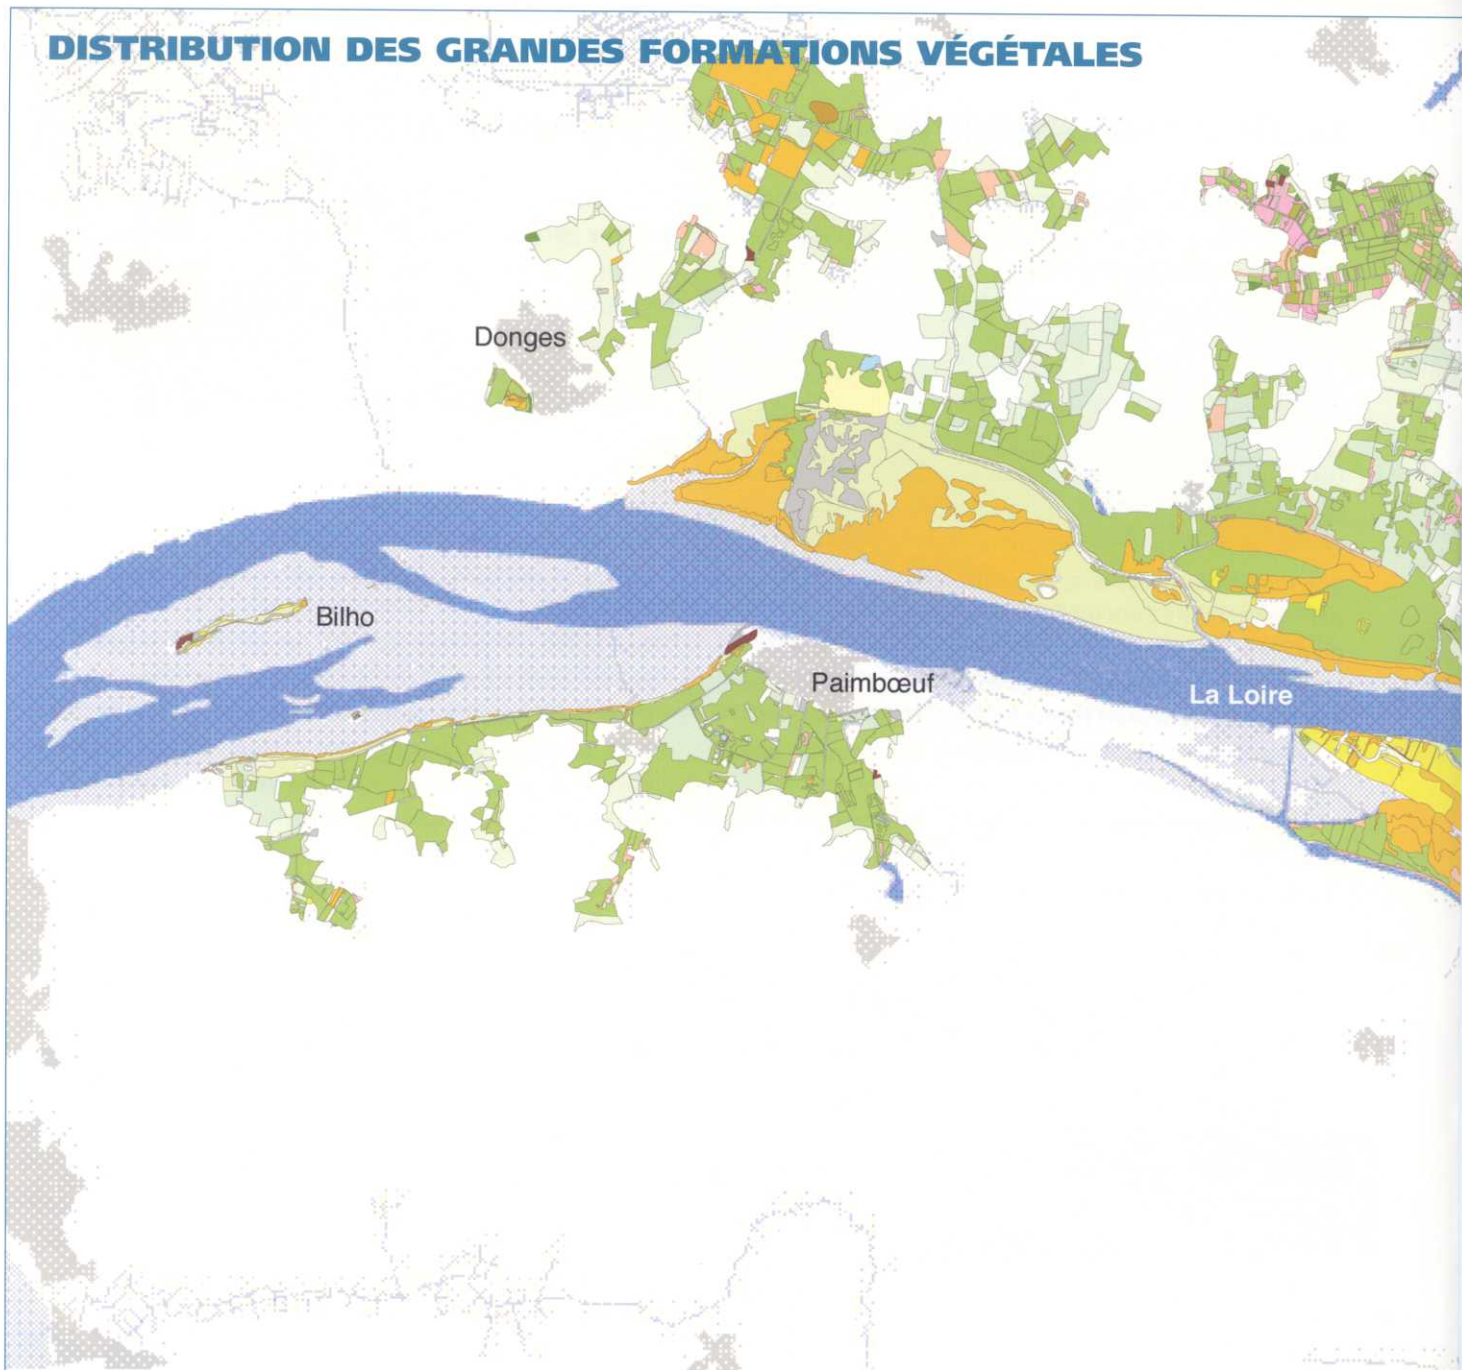 DISTRIBUTION DES GRANDES FORMATIONS VÉGÉTALES
Donges
Bilho
Paimbœuf
La Loire